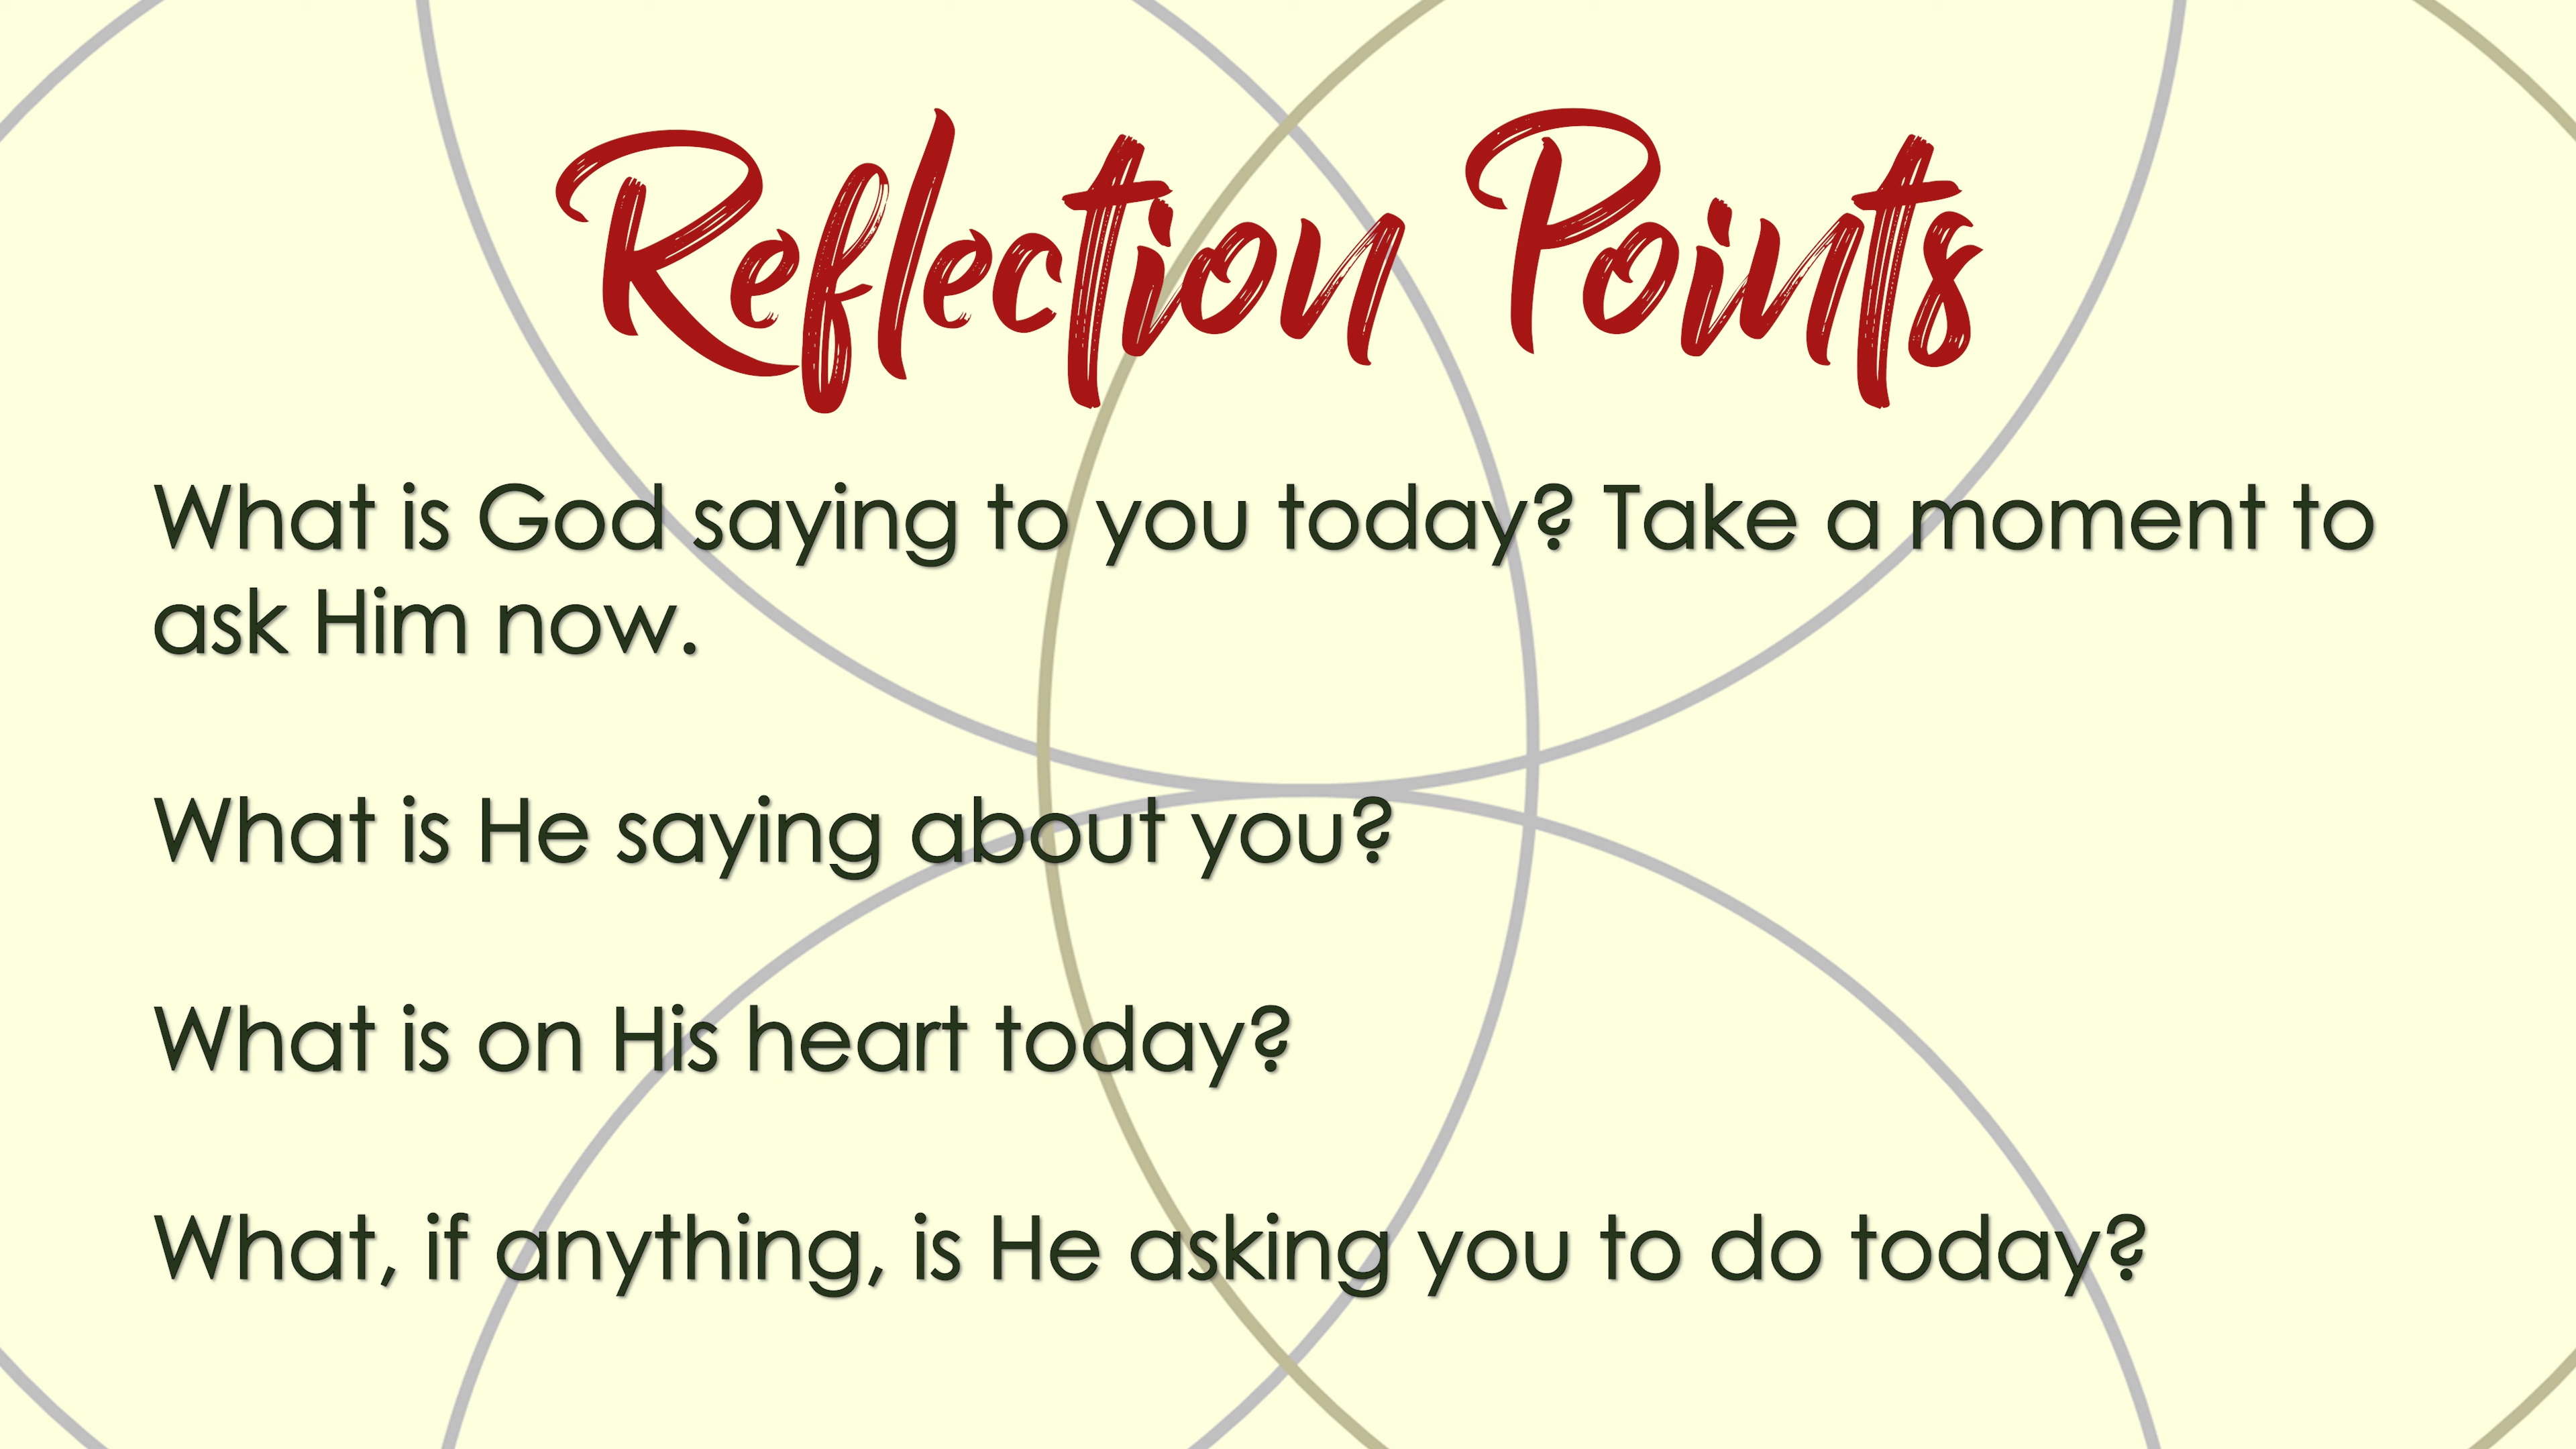 Reflection Points
What is God saying to you today? Take a moment to
ask Him now.
What is He saying about you?
What is on His heart today?
What, if anything, is He asking you to do today?